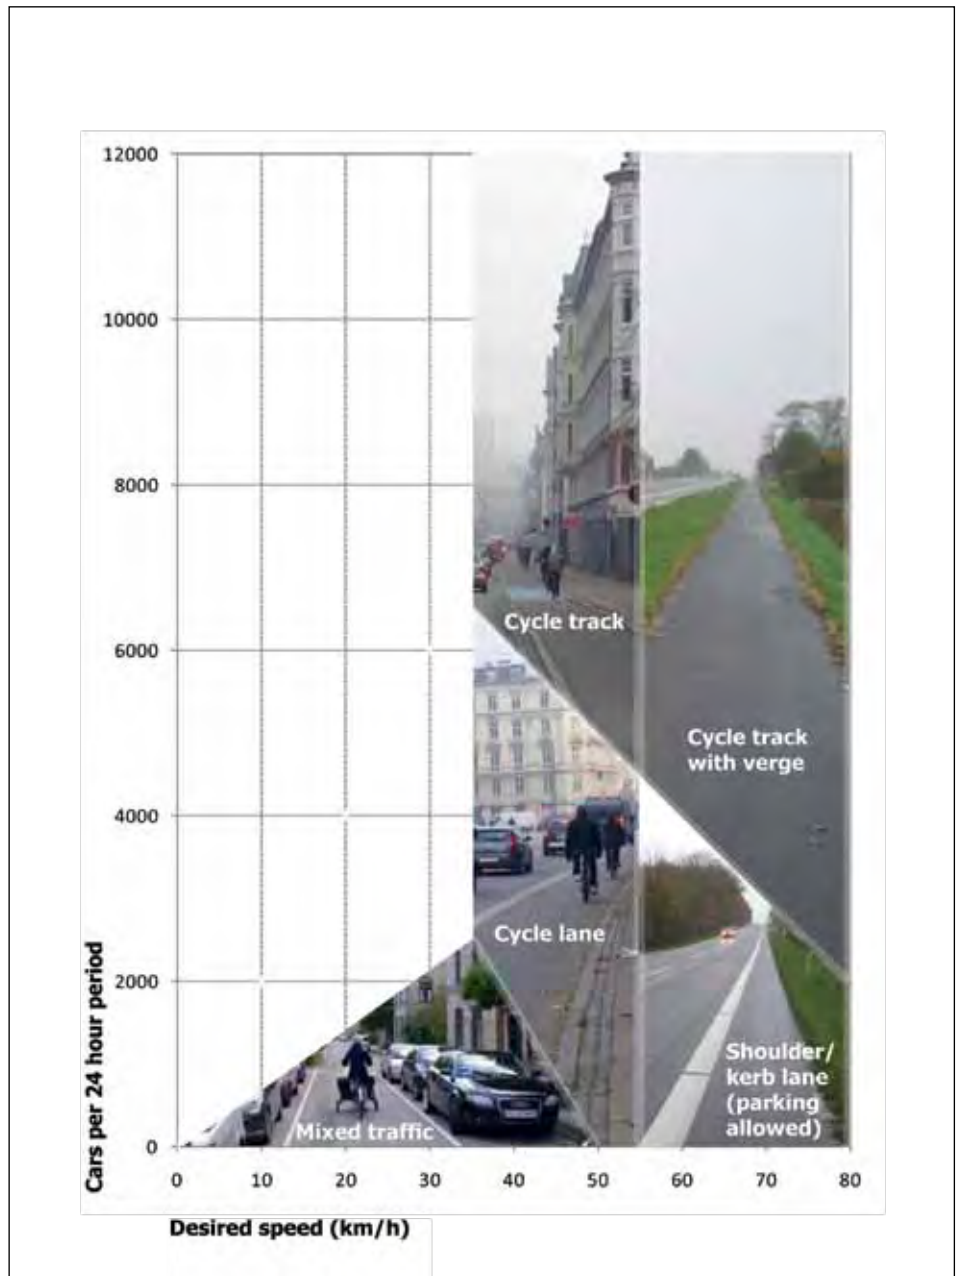 12000
10000
8000
6000
4000
2000
0
Cars per 24 hour period
Cycle track
Cycle track
with verge
Cycle lane
Shoulder/
kerb lane
(parking
allowed)
Mixed traffic
0 10 20 30 40 50 60 70 80
Desired speed (km/h)